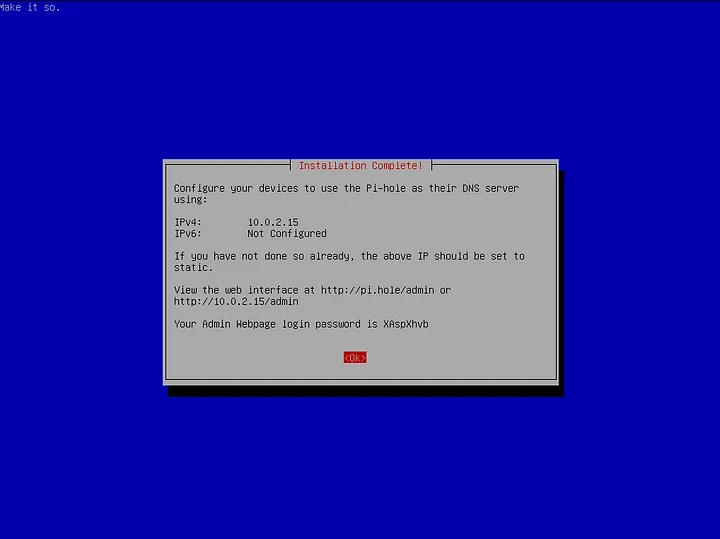 Make it so.
Installation Complete!
Configure your devices to use the Pi-hole as their DNS server
using:
IPv4: 10.0.2.15
IPv6: Not Configured
If you have not done so already, the above IP should be set to
static.
View the web interface at http://pi.hole/admin or
http://10.0.2.15/admin
Your Admin Webpage login password is XAspXhvb
<Ok>